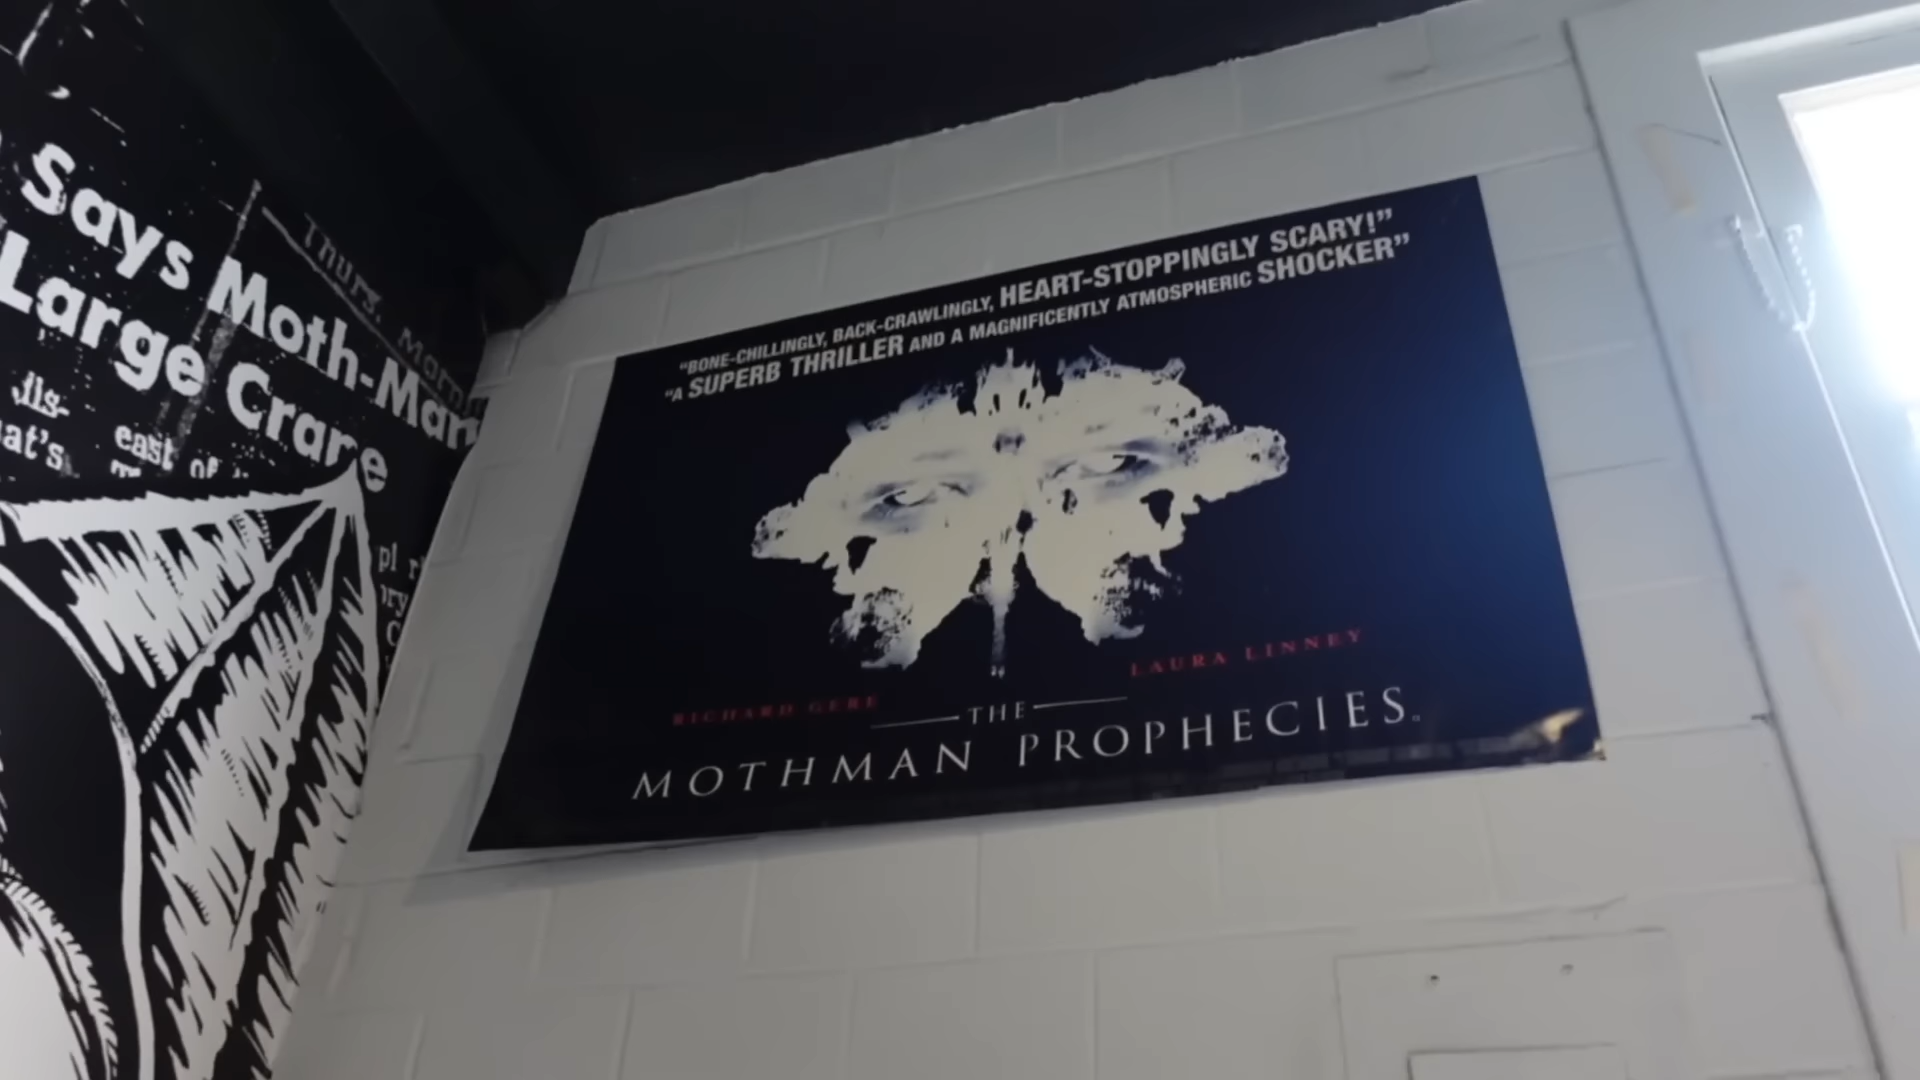 Says Moth-Man
Large Crane
Thurs.
east of
"BONE-CHILLINGLY, BACK-CRAWLINGLY, HEART-STOPPINGLY SCARY!"
"A SUPERB THRILLER AND A MAGNIFICENTLY ATMOSPHERIC SHOCKER"
RICHARD GERE
LAURA LINNEY
THE
MOTHMAN PROPHECIES